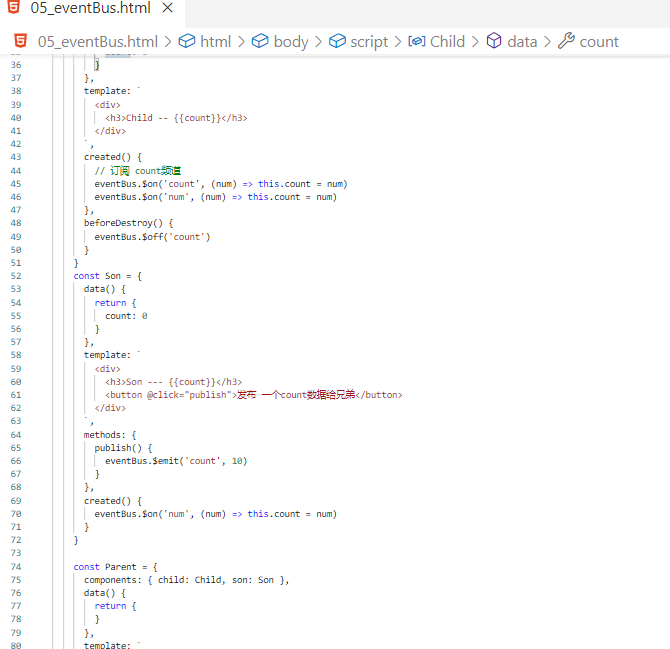 05_eventBus.html ×
05_eventBus.html > html > body > script > Child > data > count
36 }
37 },
38 template: `
39 <div>
40 <h3>Child -- {{count}}</h3>
41 </div>
42 `,
43 created() {
44 // 订阅 count频道
45 eventBus.$on('count', (num) => this.count = num)
46 eventBus.$on('num', (num) => this.count = num)
47 },
48 beforeDestroy() {
49 eventBus.$off('count')
50 }
51 }
52 const Son = {
53 data() {
54 return {
55 count: 0
56 }
57 },
58 template: `
59 <div>
60 <h3>Son --- {{count}}</h3>
61 <button @click="publish">发布 一个count数据给兄弟</button>
62 </div>
63 `,
64 methods: {
65 publish() {
66 eventBus.$emit('count', 10)
67 }
68 },
69 created() {
70 eventBus.$on('num', (num) => this.count = num)
71 }
72 }
73
74 const Parent = {
75 components: { child: Child, son: Son },
76 data() {
77 return {
78 }
79 },
80 template: `